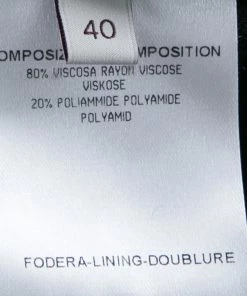 40
OMPOSIZ MPOSITION
80% VISCOSA RAYON VISCOSE
VISKOSE
20% POLIAMMIDE POLYAMIDE
POLYAMID
FODERA-LINING-DOUBLURE